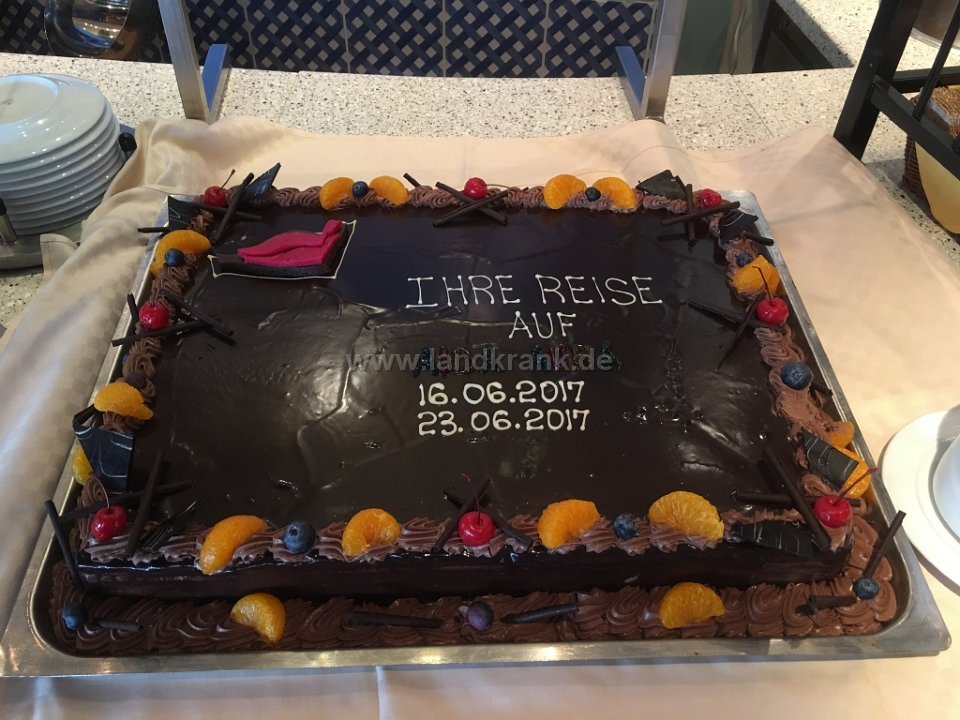 IHRE REISE
AUF
www.landkrank.de
16.06.2017
23.06.2017